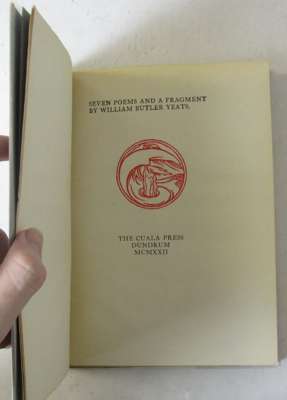 SEVEN POEMS AND A FRAGMENT
BY WILLIAM BUTLER YEATS.
THE CUALA PRESS
DUNDRUM
MCMXXII